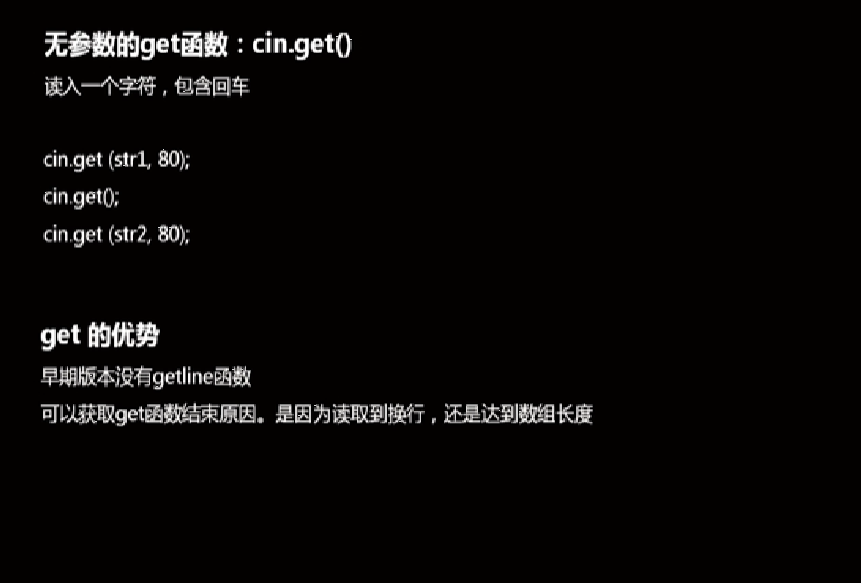 无参数的get函数：cin.get()
读入一个字符，包含回车
cin.get (str1, 80);
cin.get();
cin.get (str2, 80);
get 的优势
早期版本没有getline函数
可以获取get函数结束原因。是因为读取到换行，还是达到数组长度